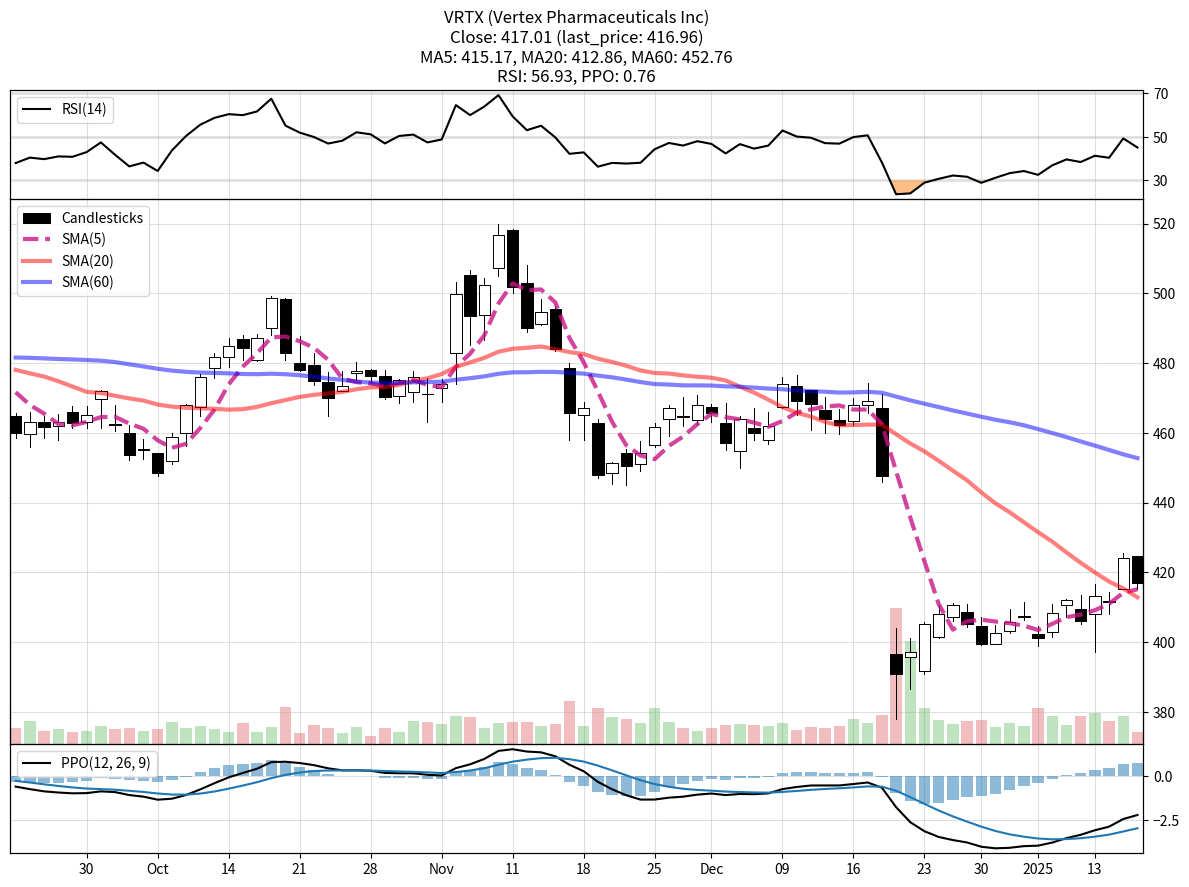 VRTX (Vertex Pharmaceuticals Inc)
Close: 417.01 (last_price: 416.96)
MA5: 415.17, MA20: 412.86, MA60: 452.76
RSI: 56.93, PPO: 0.76
RSI(14)
70
50
30
Candlesticks
SMA(5)
SMA(20)
SMA(60)
520
500
480
460
440
420
400
380
PPO(12, 26, 9)
0.0
−2.5
30 Oct 14 21 28 Nov 11 18 25 Dec 09 16 23 30 2025 13